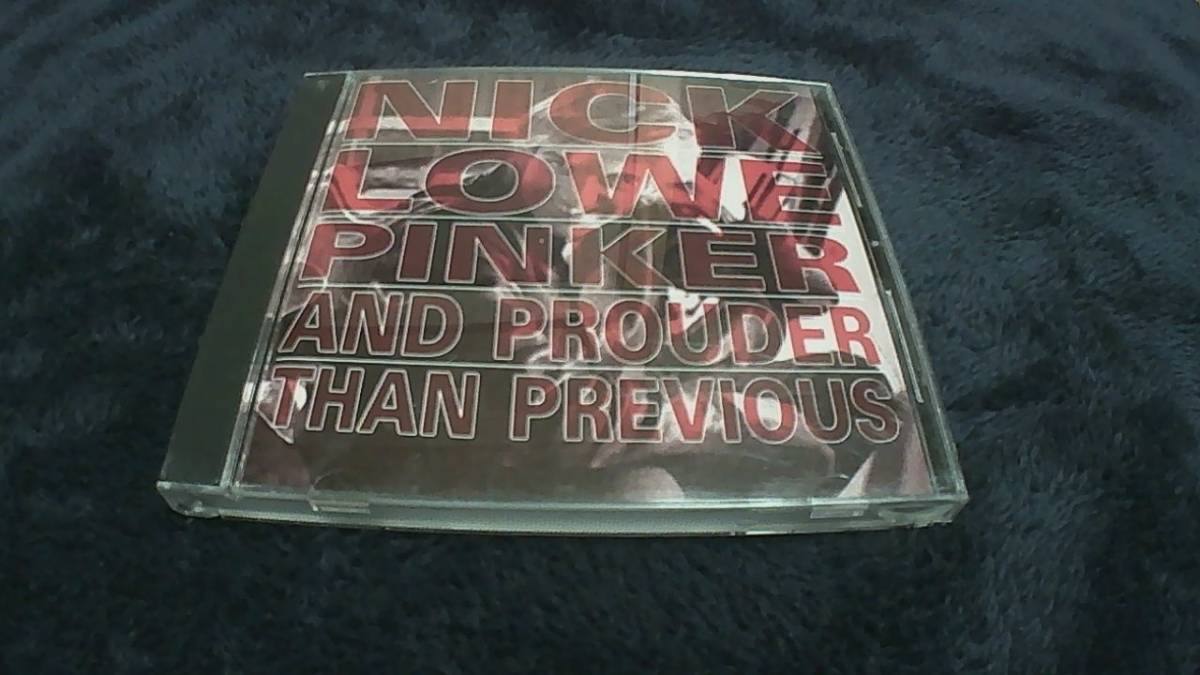 NICK
LOWE
PINKER
AND PROUDER
THAN PREVIOUS